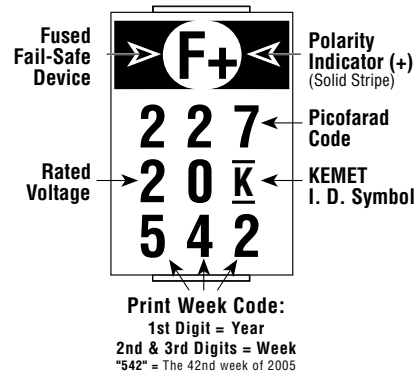 Fused
Fail-Safe
Device
F+
Polarity
Indicator (+)
(Solid Stripe)
2 2 7
Picofarad
Code
Rated
Voltage
2 0 K
KEMET
I. D. Symbol
5 4 2
Print Week Code:
1st Digit = Year
2nd & 3rd Digits = Week
"542" = The 42nd week of 2005